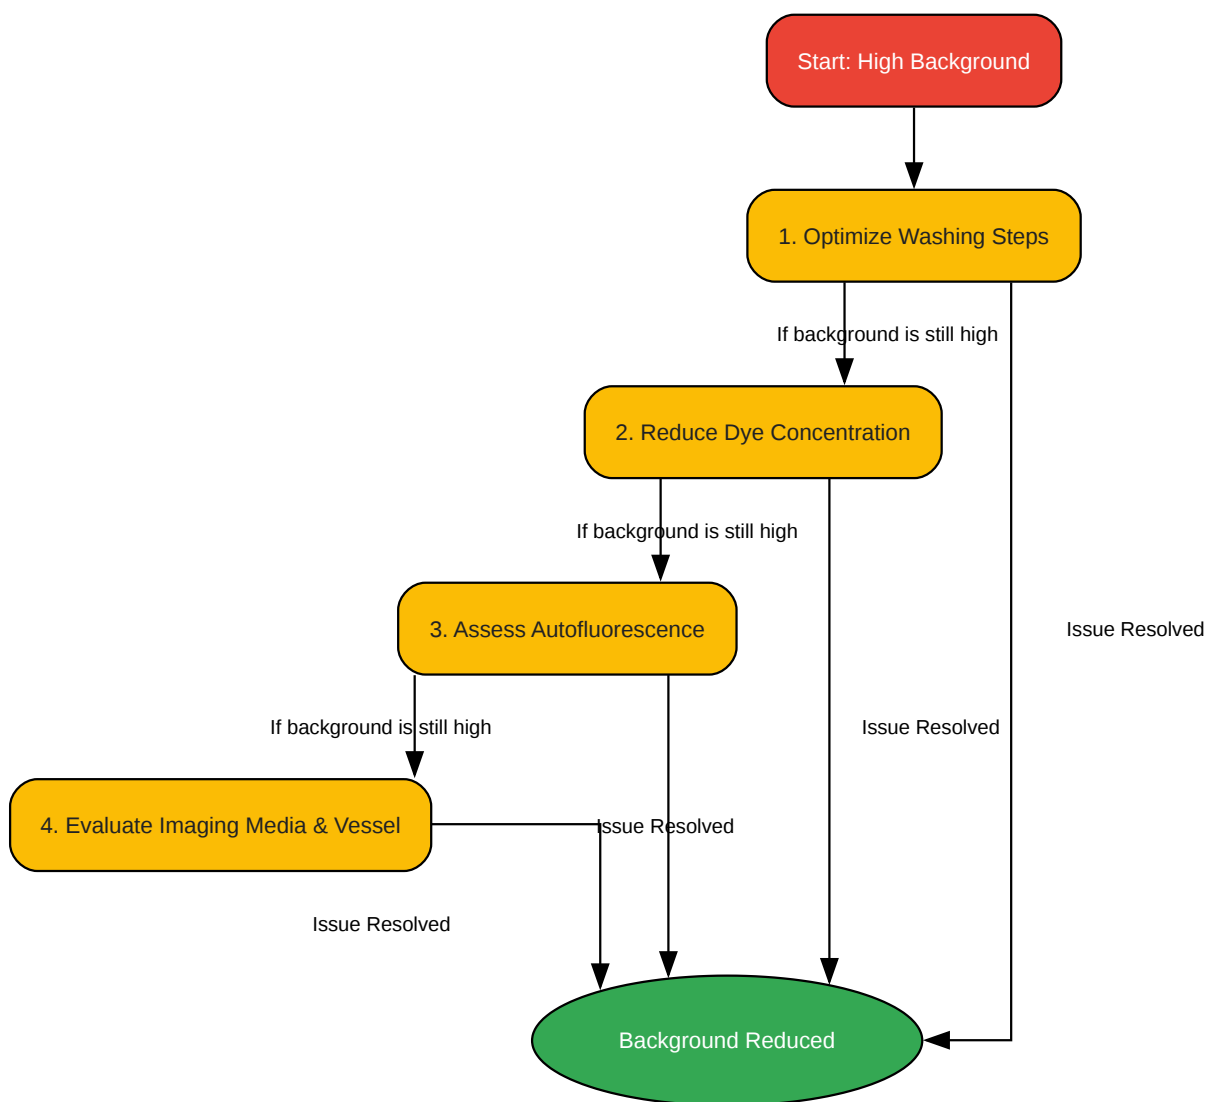 Start: High Background
1. Optimize Washing Steps
If background is still high
2. Reduce Dye Concentration
If background is still high
3. Assess Autofluorescence
Issue Resolved
If background is still high
Issue Resolved
4. Evaluate Imaging Media & Vessel
Issue Resolved
Issue Resolved
Background Reduced